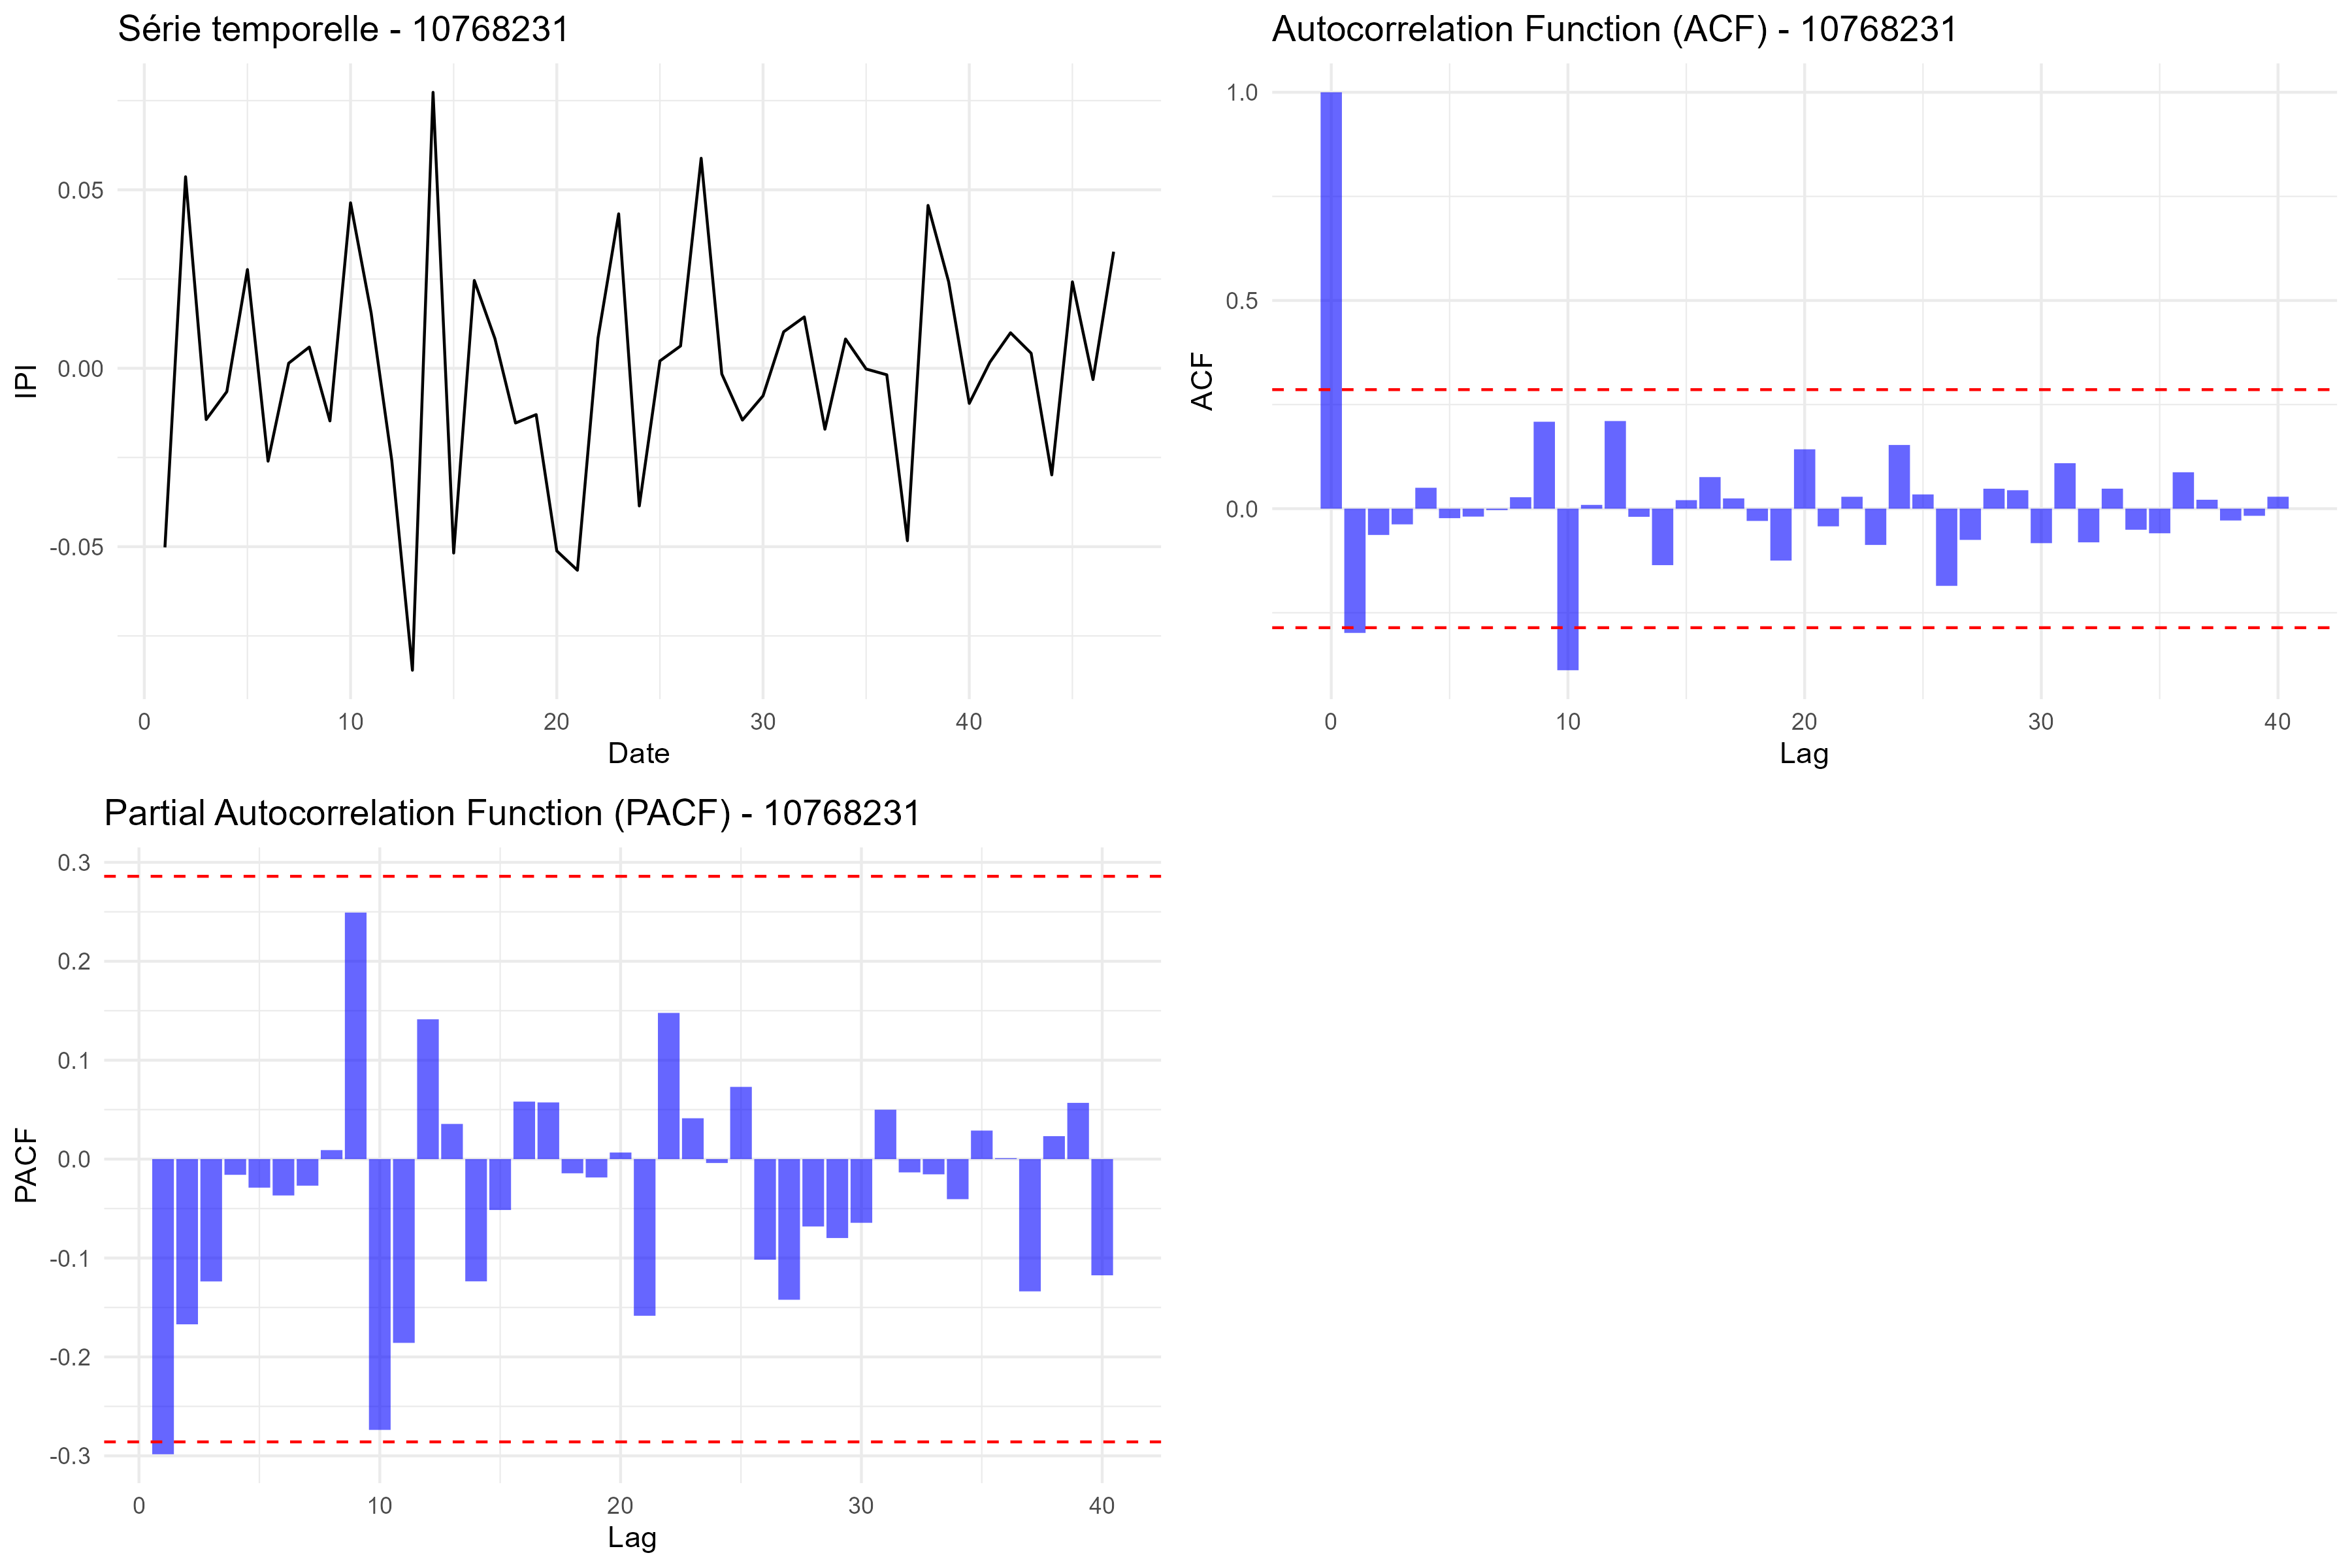 Série temporelle - 10768231
0.05
0.00
-0.05
IPI
0 10 20 30 40
Date
Autocorrelation Function (ACF) - 10768231
1.0
0.5
0.0
ACF
0 10 20 30 40
Lag
Partial Autocorrelation Function (PACF) - 10768231
0.3
0.2
0.1
0.0
-0.1
-0.2
-0.3
PACF
0 10 20 30 40
Lag